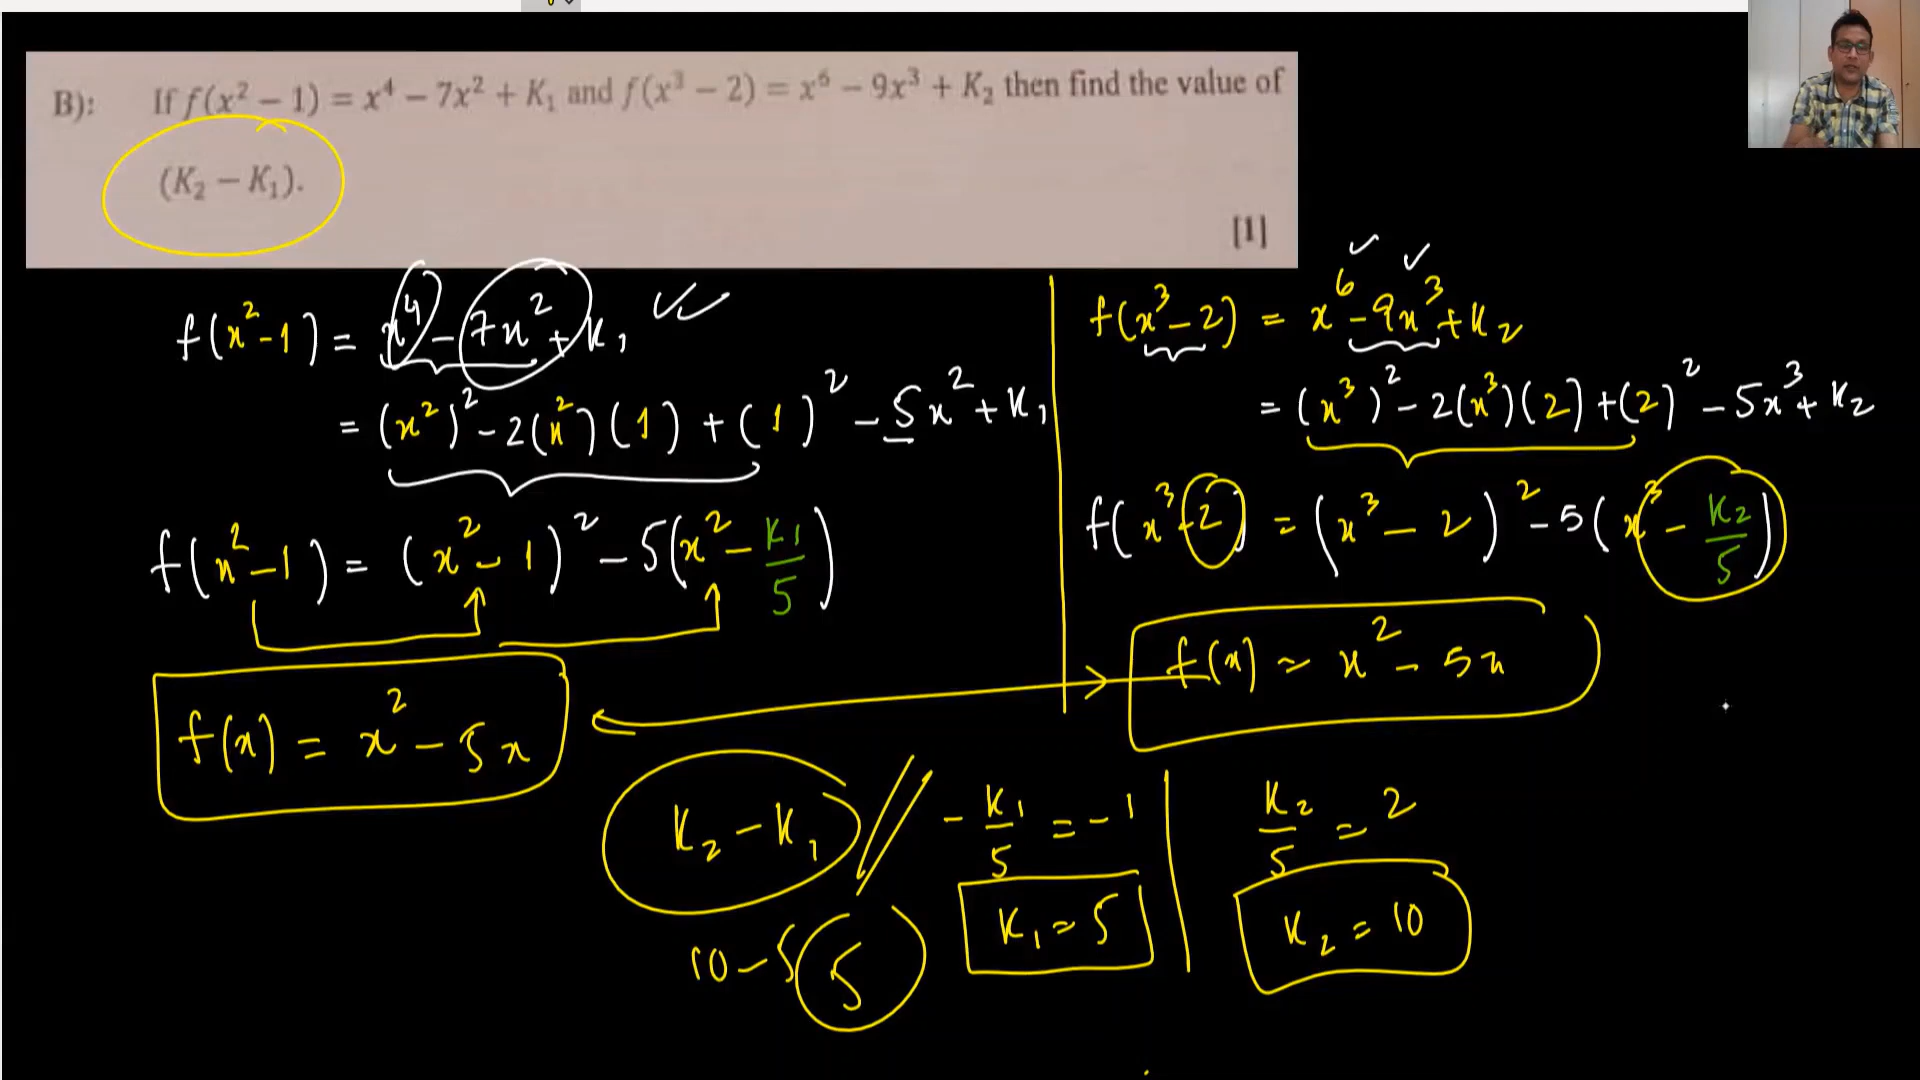 B): If f(x² − 1) = x⁴ − 7x² + K₁ and f(x³ − 2) = x⁶ − 9x³ + K₂ then find the value of
(K₂ − K₁).
[1]
f(x²-1) = x⁴ - 7x² + K₁
= (x²)² - 2(x²)(1) + (1)² - 5x² + K₁
f(x²-1) = (x²-1)² - 5(x² - K₁/5)
f(x) = x² - 5x
f(x³-2) = x⁶ - 9x³ + K₂
= (x³)² - 2(x³)(2) + (2)² - 5x³ + K₂
f(x³-2) = (x³-2)² - 5(x³ - K₂/5)
f(x) = x² - 5x
K₂ - K₁
10-5
5
-K₁/5 = -1
K₁ = 5
K₂/5 = 2
K₂ = 10